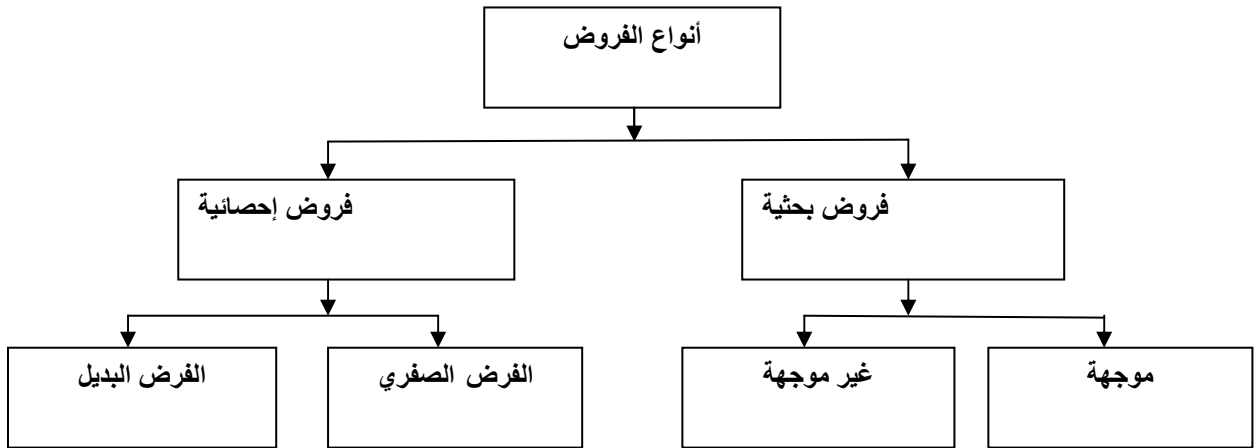 أنواع الفروض
فروض بحثية
فروض إحصائية
موجهة
غير موجهة
الفرض الصفري
الفرض البديل